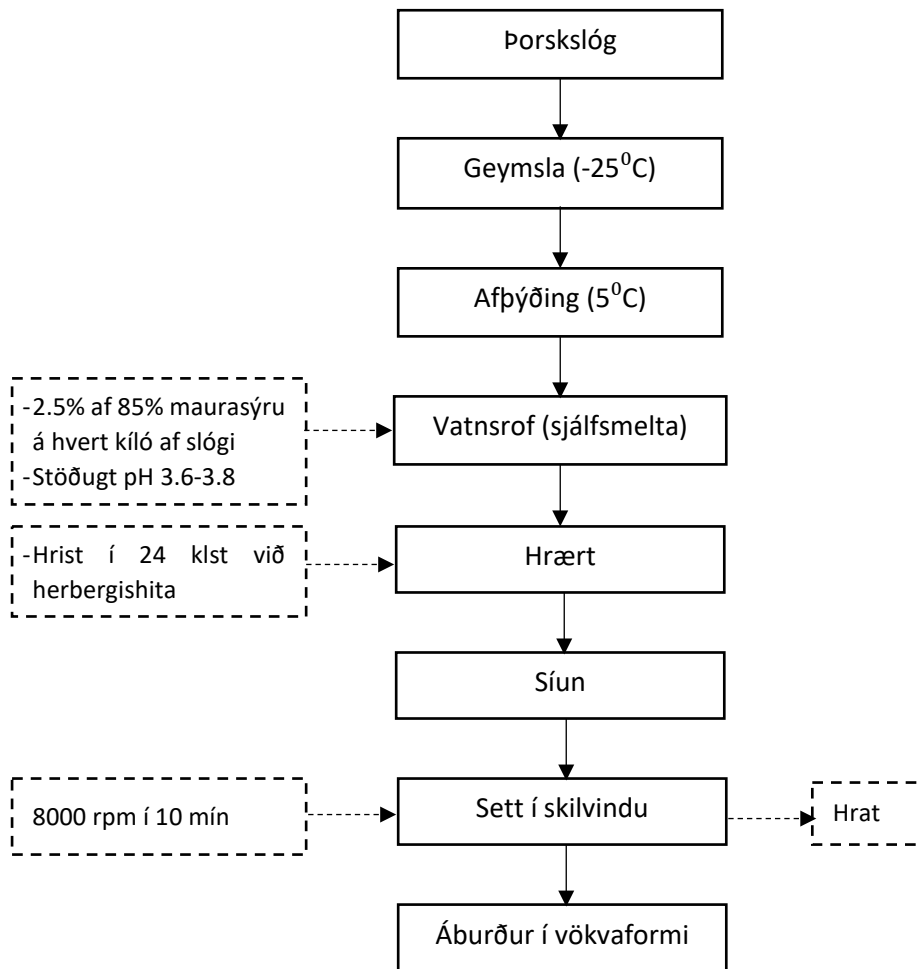 Þorskslóg
Geymsla (-25⁰C)
Afþýðing (5⁰C)
-2.5% af 85% maurasýru
á hvert kíló af slógi
-Stöðugt pH 3.6-3.8
Vatnsrof (sjálfsmelta)
-Hrist í 24 klst við
herbergishita
Hrært
Síun
8000 rpm í 10 mín
Sett í skilvindu
Hrat
Áburður í vökvaformi